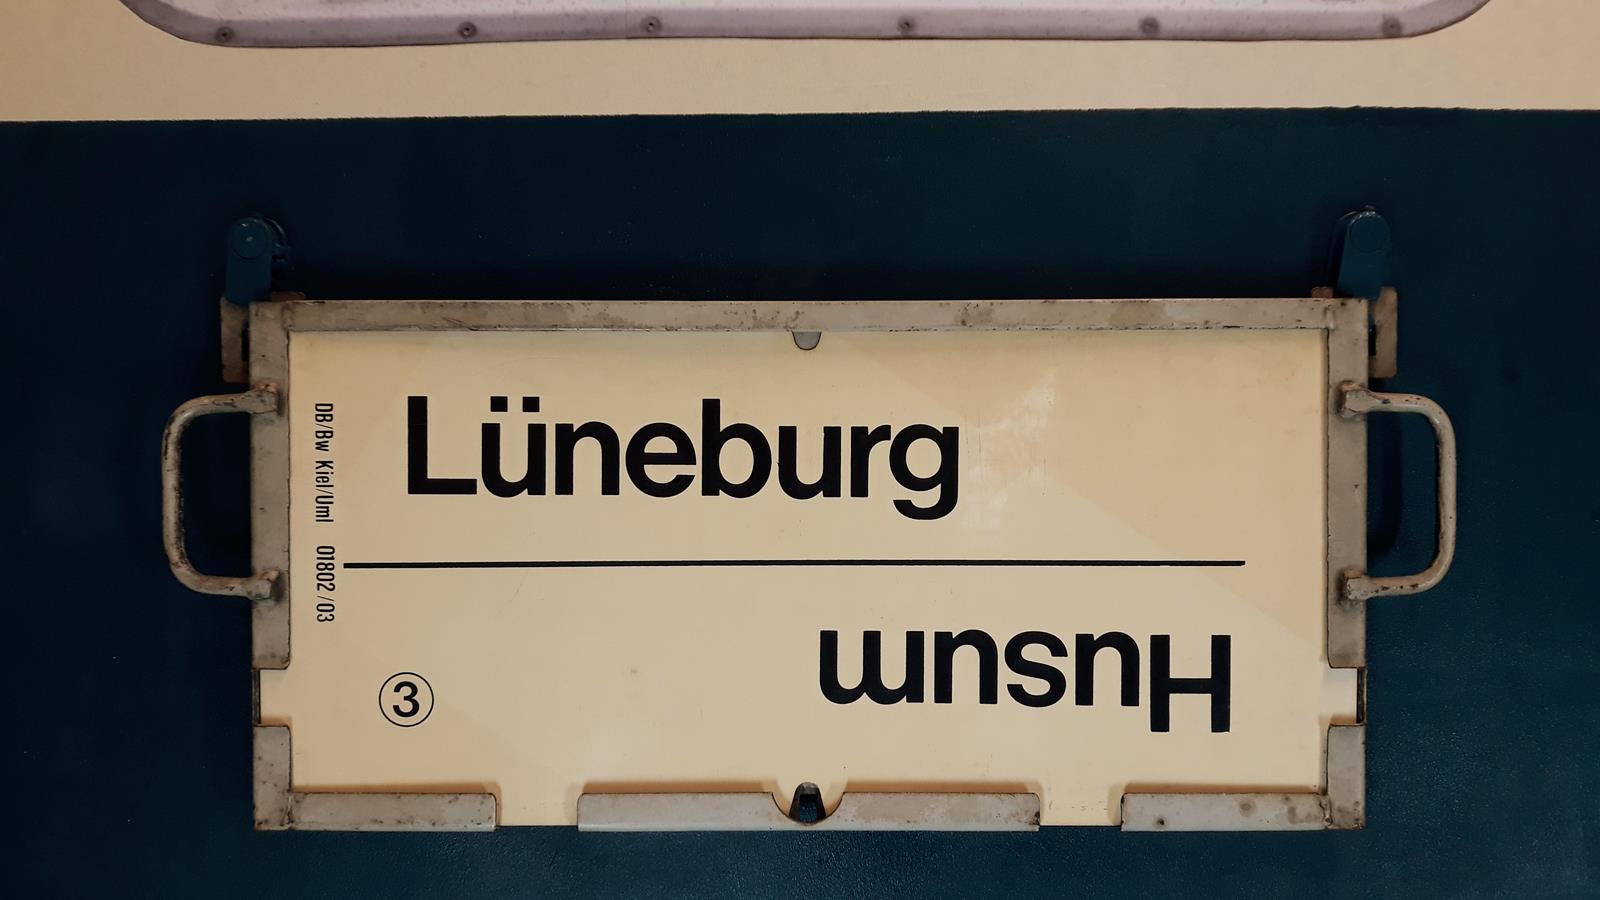 Lüneburg
Husum
DB/Bw Kiel/Uml 01802 /03
3